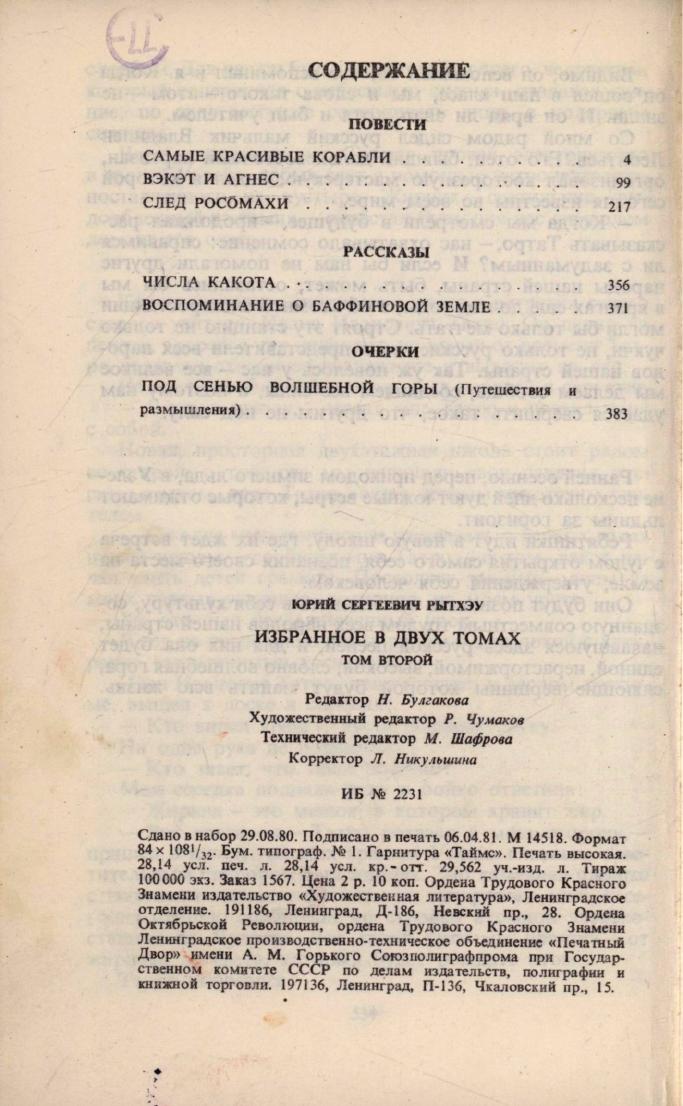 СОДЕРЖАНИЕ
ПОВЕСТИ
САМЫЕ КРАСИВЫЕ КОРАБЛИ . . . . . . . . . . . 4
ВЭКЭТ И АГНЕС . . . . . . . . . . . . . . . . . 99
СЛЕД РОСОМАХИ . . . . . . . . . . . . . . . . 217
РАССКАЗЫ
ЧИСЛА КАКОТА . . . . . . . . . . . . . . . . . 356
ВОСПОМИНАНИЕ О БАФФИНОВОЙ ЗЕМЛЕ . . . . . 371
ОЧЕРКИ
ПОД СЕНЬЮ ВОЛШЕБНОЙ ГОРЫ (Путешествия и
размышления) . . . . . . . . . . . . . . . . . . 383
ЮРИЙ СЕРГЕЕВИЧ РЫТХЭУ
ИЗБРАННОЕ В ДВУХ ТОМАХ
ТОМ ВТОРОЙ
Редактор Н. Булгакова
Художественный редактор Р. Чумаков
Технический редактор М. Шафрова
Корректор Л. Никульшина
ИБ № 2231
Сдано в набор 29.08.80. Подписано в печать 06.04.81. М 14518. Формат
84 × 108 1/32. Бум. типограф. № 1. Гарнитура «Таймс». Печать высокая.
28,14 усл. печ. л. 28,14 усл. кр.-отт. 29,562 уч.-изд. л. Тираж
100 000 экз. Заказ 1567. Цена 2 р. 10 коп. Ордена Трудового Красного
Знамени издательство «Художественная литература», Ленинградское
отделение. 191186, Ленинград, Д-186, Невский пр., 28. Ордена
Октябрьской Революции, ордена Трудового Красного Знамени
Ленинградское производственно-техническое объединение «Печатный
Двор» имени А. М. Горького Союзполиграфпрома при Государ-
ственном комитете СССР по делам издательств, полиграфии и
книжной торговли. 197136, Ленинград, П-136, Чкаловский пр., 15.